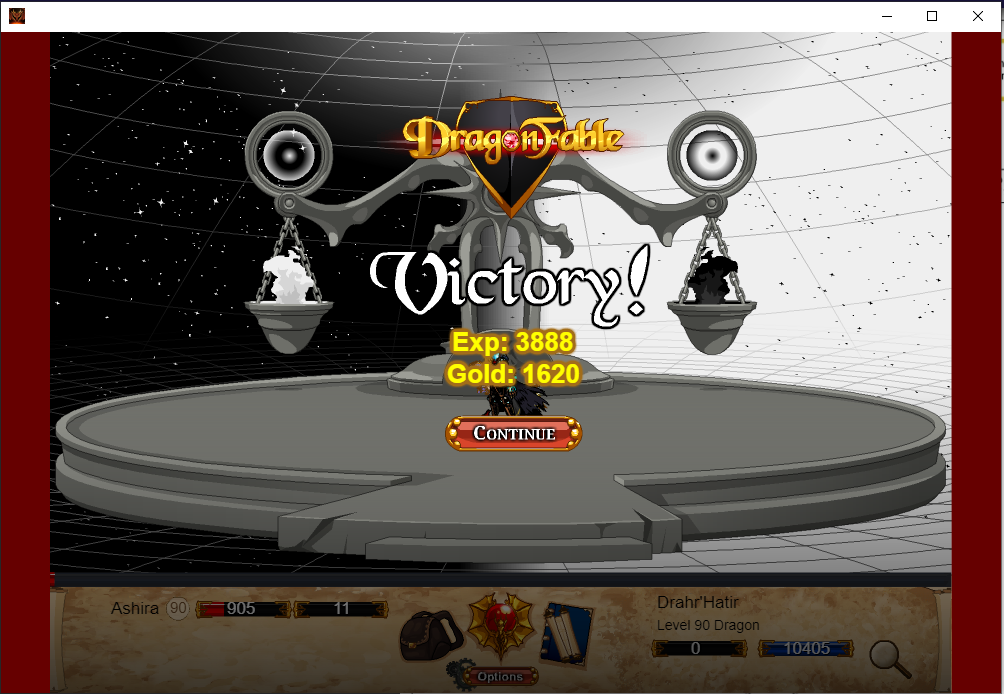 DragonFable
Victory!
Exp: 3888
Gold: 1620
Continue
Ashira 90 905 11
Options
Drahr'Hatir
Level 90 Dragon
0 10405